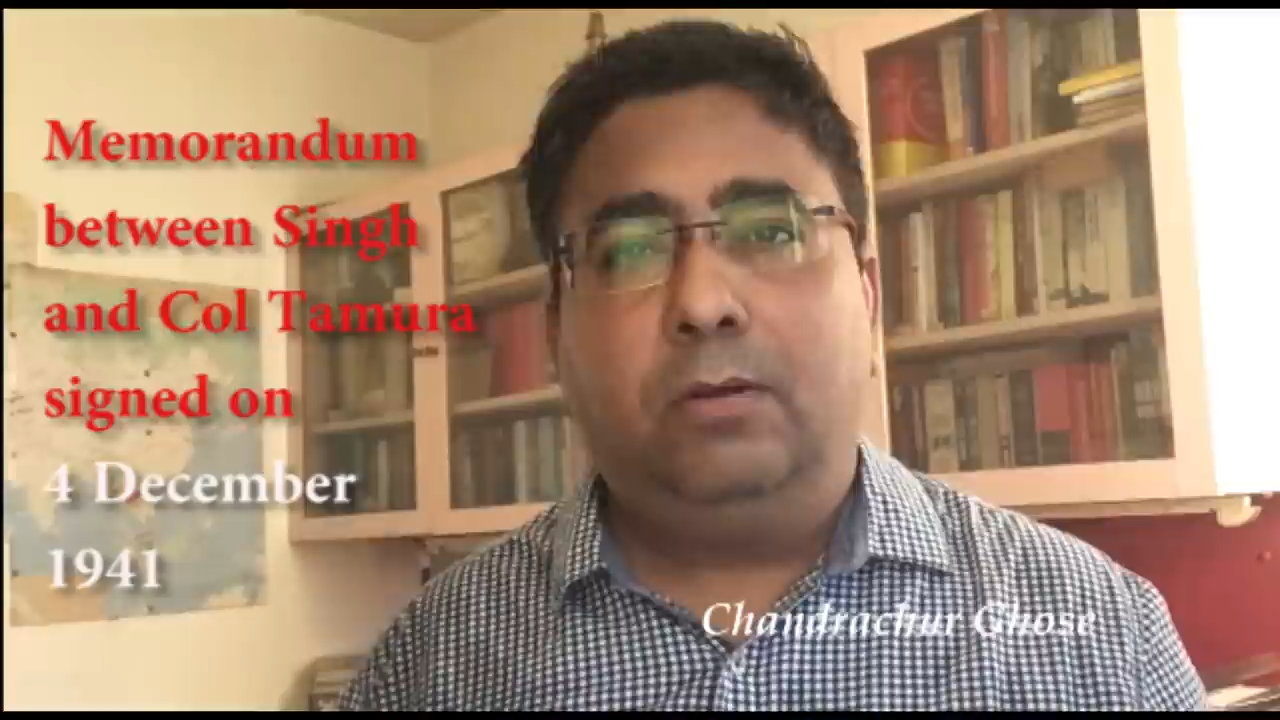 Memorandum
between Singh
and Col Tamura
signed on
4 December
1941
Chandrachur Ghose